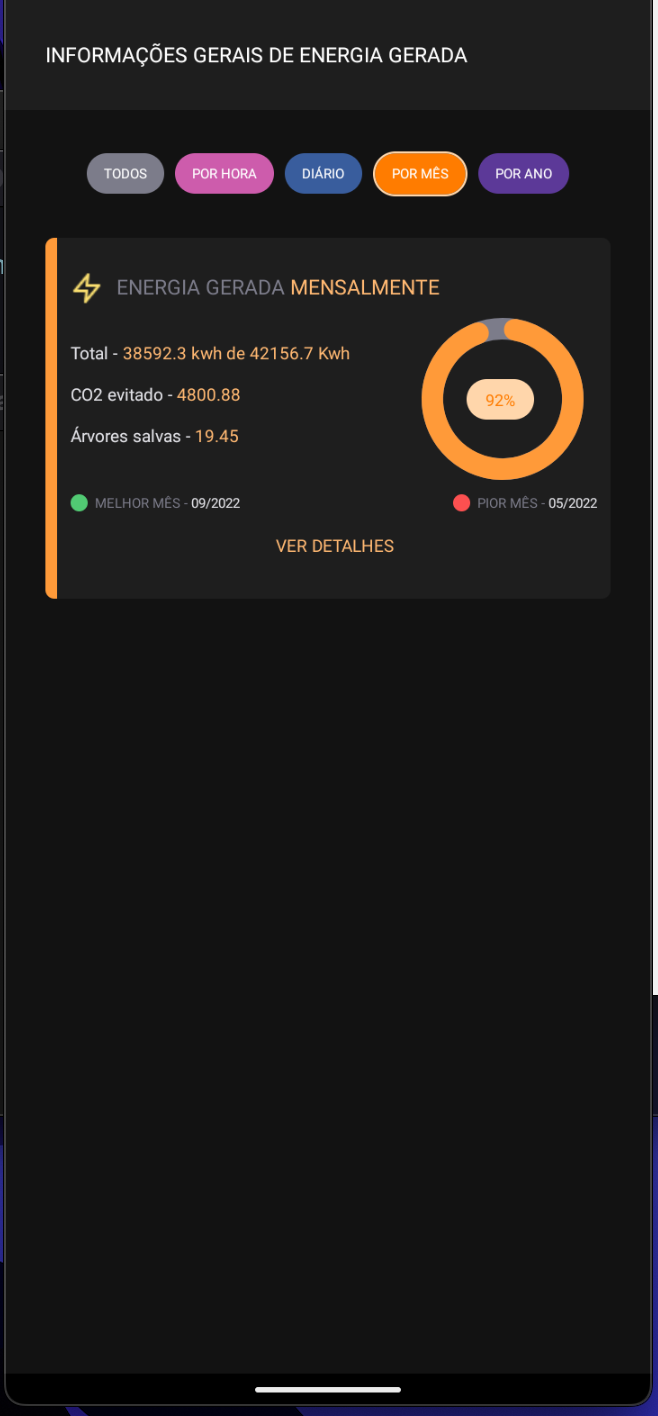 INFORMAÇÕES GERAIS DE ENERGIA GERADA
TODOS
POR HORA
DIÁRIO
POR MÊS
POR ANO
ENERGIA GERADA MENSALMENTE
Total - 38592.3 kwh de 42156.7 Kwh
CO2 evitado - 4800.88
92%
Árvores salvas - 19.45
MELHOR MÊS - 09/2022
PIOR MÊS - 05/2022
VER DETALHES